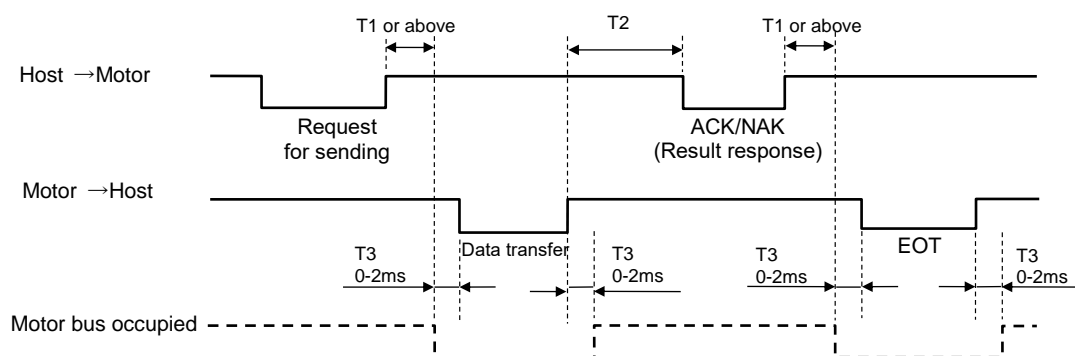 T1 or above
T2
T1 or above
Host →Motor
Request
for sending
ACK/NAK
(Result response)
Motor →Host
Data transfer
EOT
T3
0-2ms
T3
0-2ms
T3
0-2ms
T3
0-2ms
Motor bus occupied